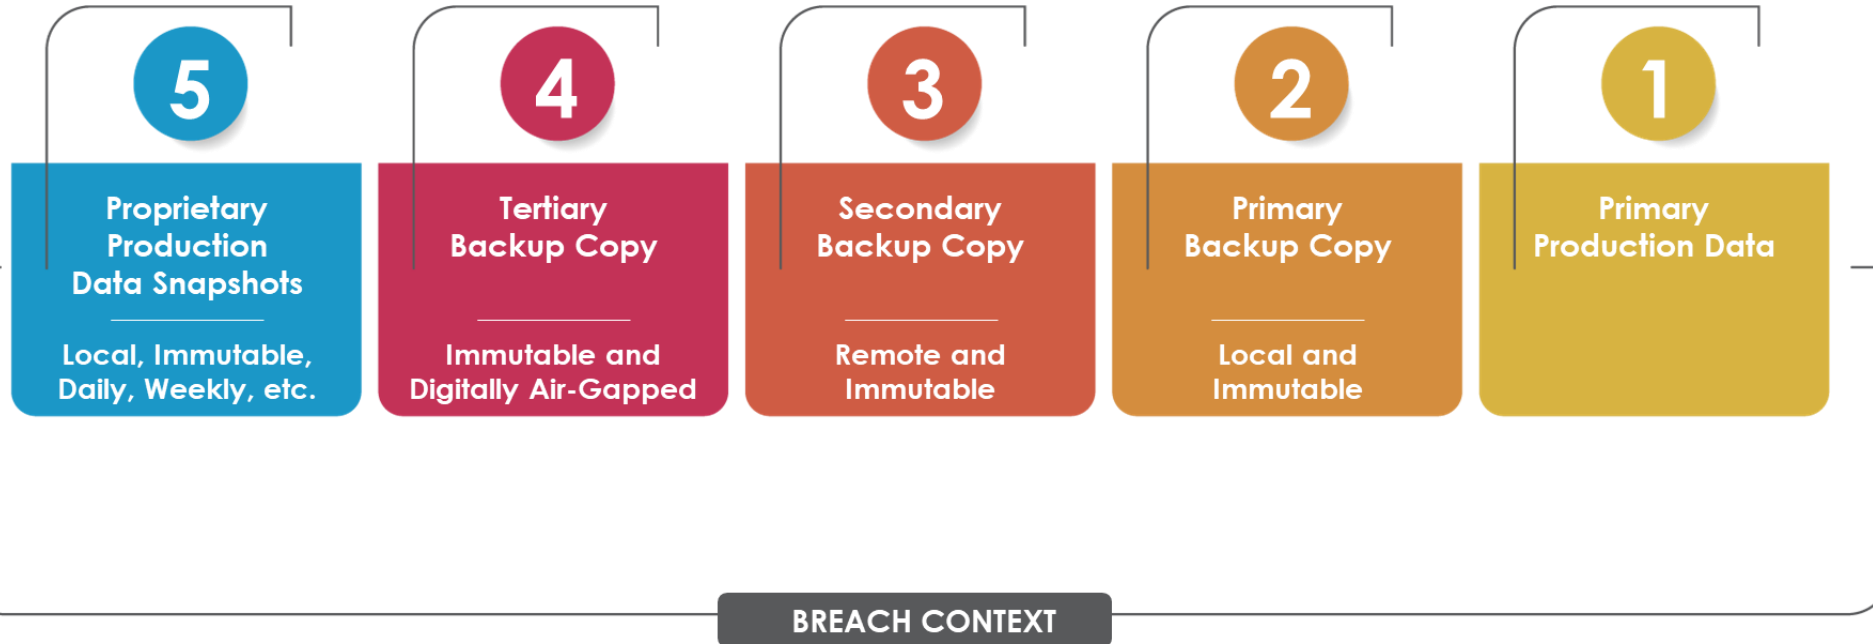 5
Proprietary
Production
Data Snapshots
Local, Immutable,
Daily, Weekly, etc.
4
Tertiary
Backup Copy
Immutable and
Digitally Air-Gapped
3
Secondary
Backup Copy
Remote and
Immutable
2
Primary
Backup Copy
Local and
Immutable
1
Primary
Production Data
BREACH CONTEXT